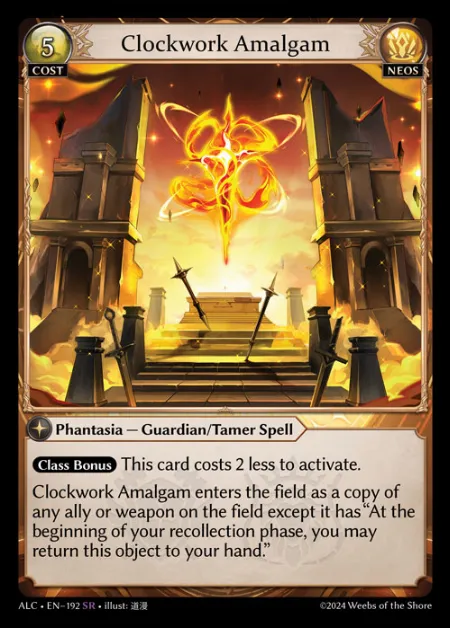 5
Clockwork Amalgam
COST
NEOS
Phantasia — Guardian/Tamer Spell
Class Bonus This card costs 2 less to activate.
Clockwork Amalgam enters the field as a copy of
any ally or weapon on the field except it has “At the
beginning of your recollection phase, you may
return this object to your hand.”
ALC • EN–192 SR • illust: 道漫
©2024 Weebs of the Shore